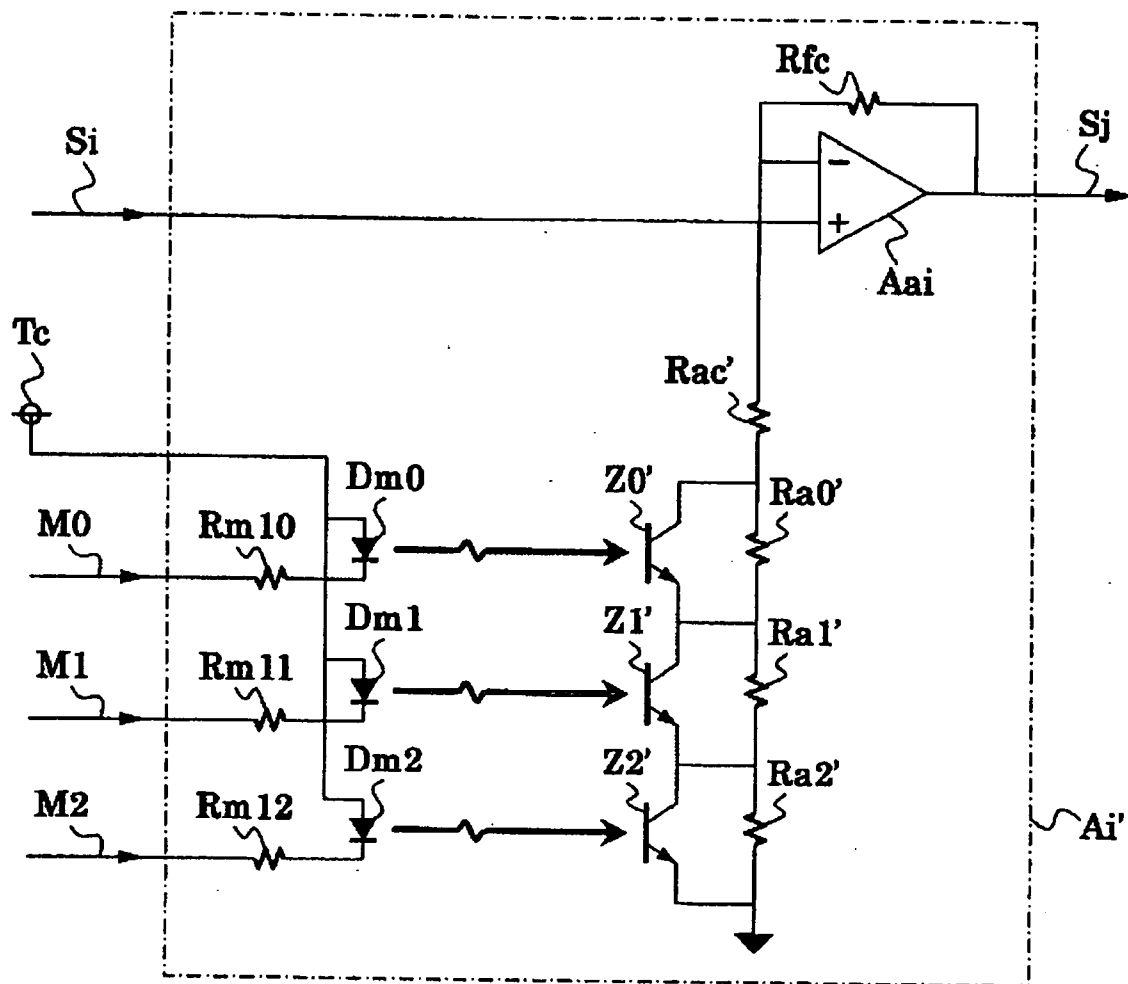 Rfc
Si
Sj
−
+
Aai
Tc
Rac’
Dm0
Z0’
Ra0’
M0
Rm10
Dm1
Z1’
Ra1’
M1
Rm11
Dm2
Z2’
Ra2’
M2
Rm12
Ai’